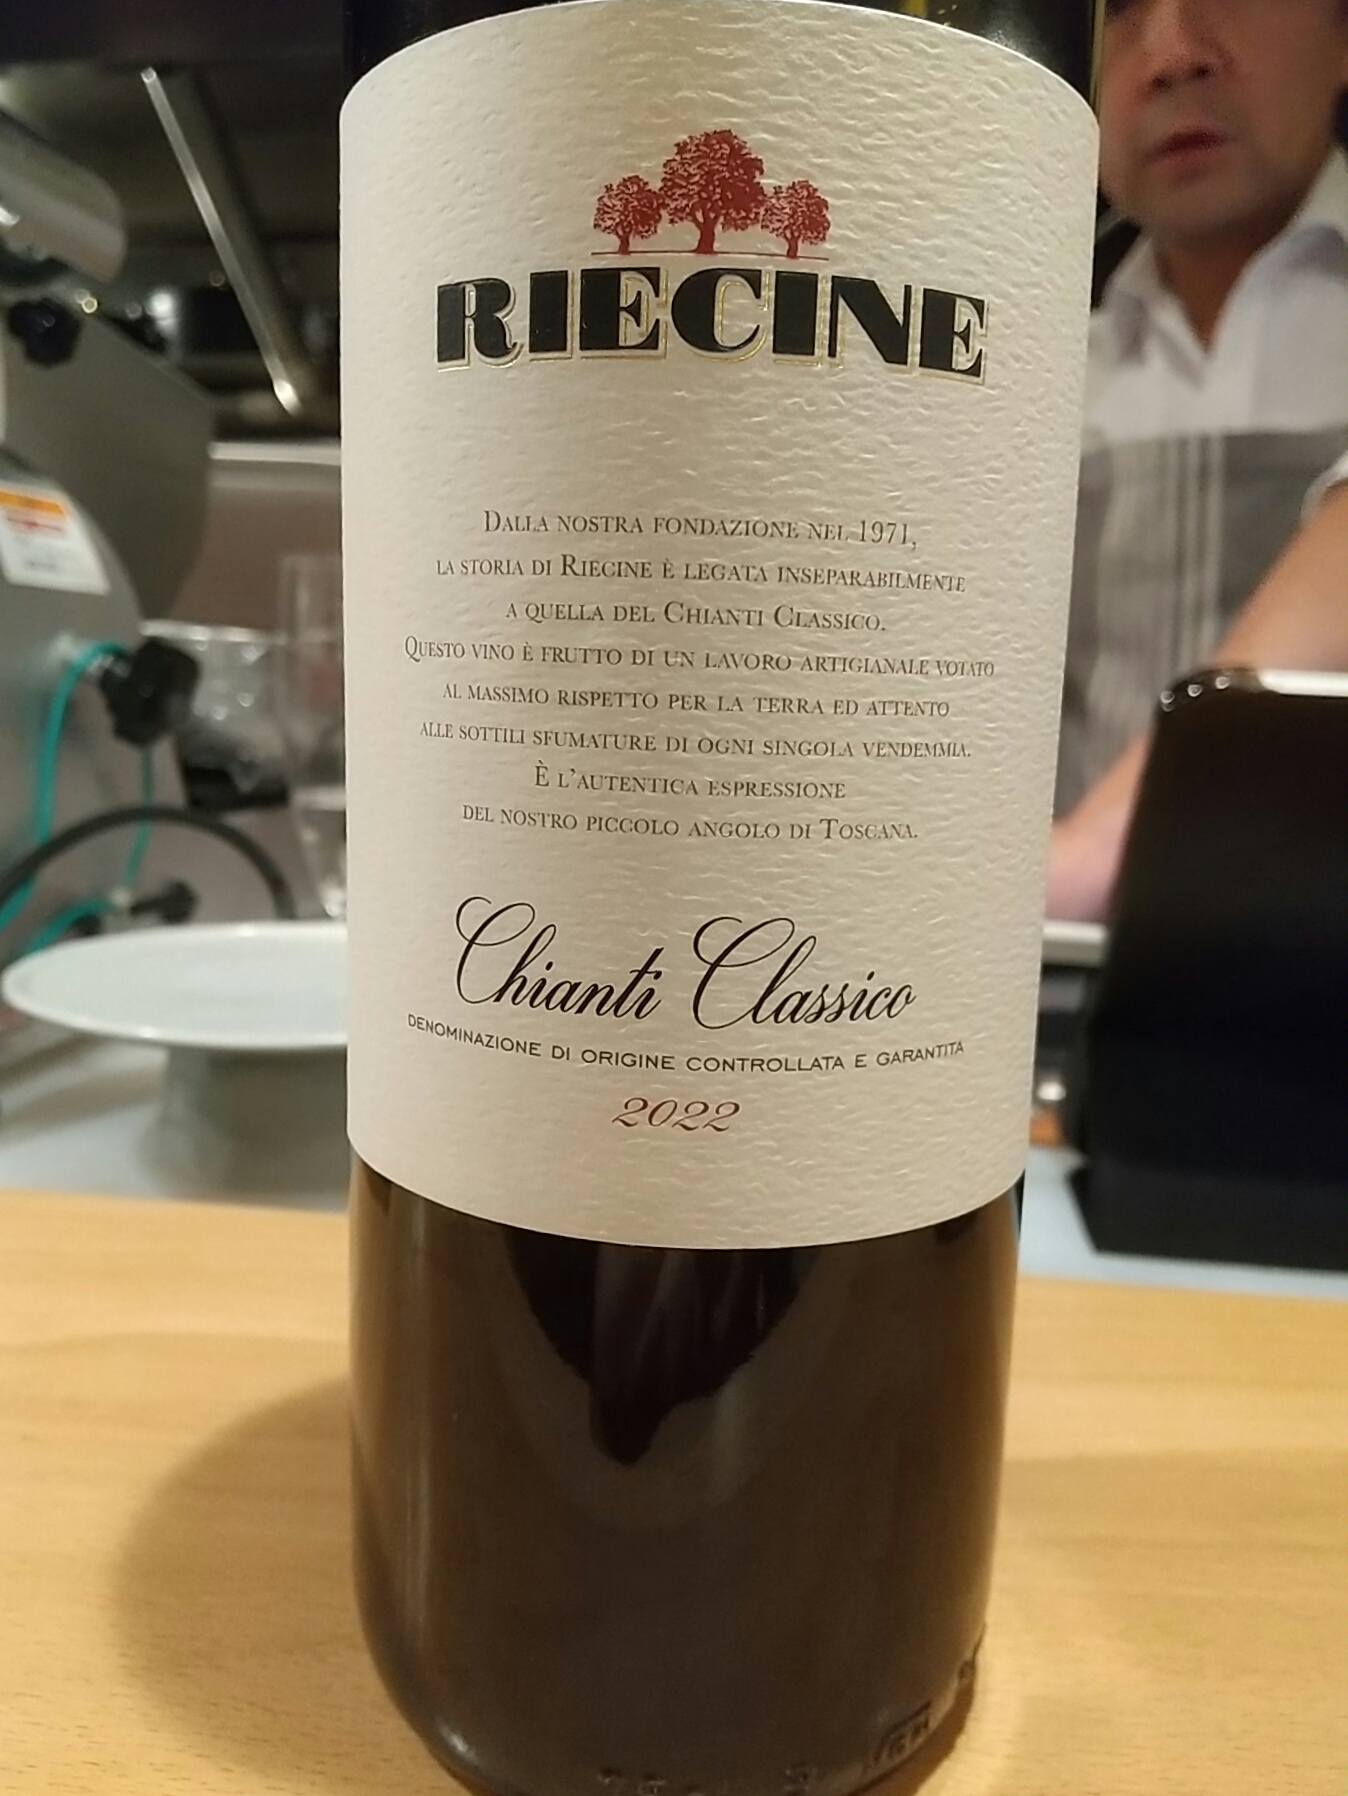 RIECINE
Dalla nostra fondazione nel 1971,
la storia di Riecine è legata inseparabilmente
a quella del Chianti Classico.
Questo vino è frutto di un lavoro artigianale votato
al massimo rispetto per la terra ed attento
alle sottili sfumature di ogni singola vendemmia.
È l'autentica espressione
del nostro piccolo angolo di Toscana.
Chianti Classico
DENOMINAZIONE DI ORIGINE CONTROLLATA E GARANTITA
2022